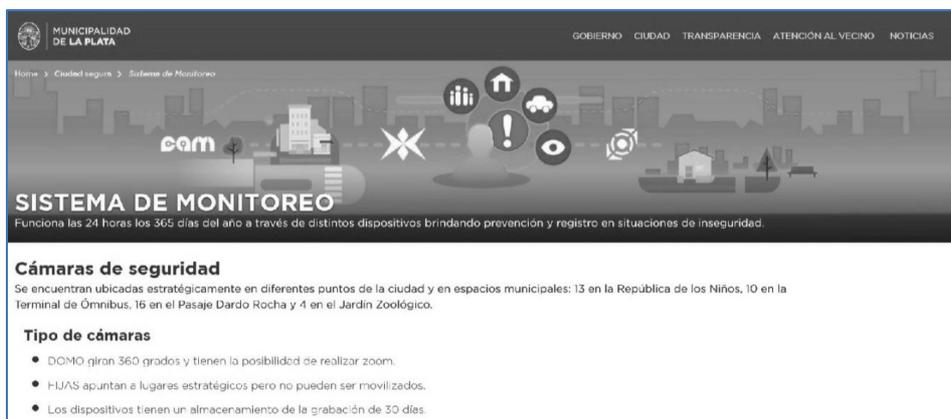 MUNICIPALIDAD
DE LA PLATA
GOBIERNO CIUDAD TRANSPARENCIA ATENCIÓN AL VECINO NOTICIAS
Home > Ciudad segura > Sistema de Monitoreo
com
SISTEMA DE MONITOREO
Funciona las 24 horas los 365 días del año a través de distintos dispositivos brindando prevención y registro en situaciones de inseguridad.
Cámaras de seguridad
Se encuentran ubicadas estratégicamente en diferentes puntos de la ciudad y en espacios municipales: 13 en la República de los Niños, 10 en la
Terminal de Ómnibus, 16 en el Pasaje Dardo Rocha y 4 en el Jardín Zoológico.
Tipo de cámaras
• DOMO giran 360 grados y tienen la posibilidad de realizar zoom.
• FIJAS apuntan a lugares estratégicos pero no pueden ser movilizados.
• Los dispositivos tienen un almacenamiento de la grabación de 30 días.